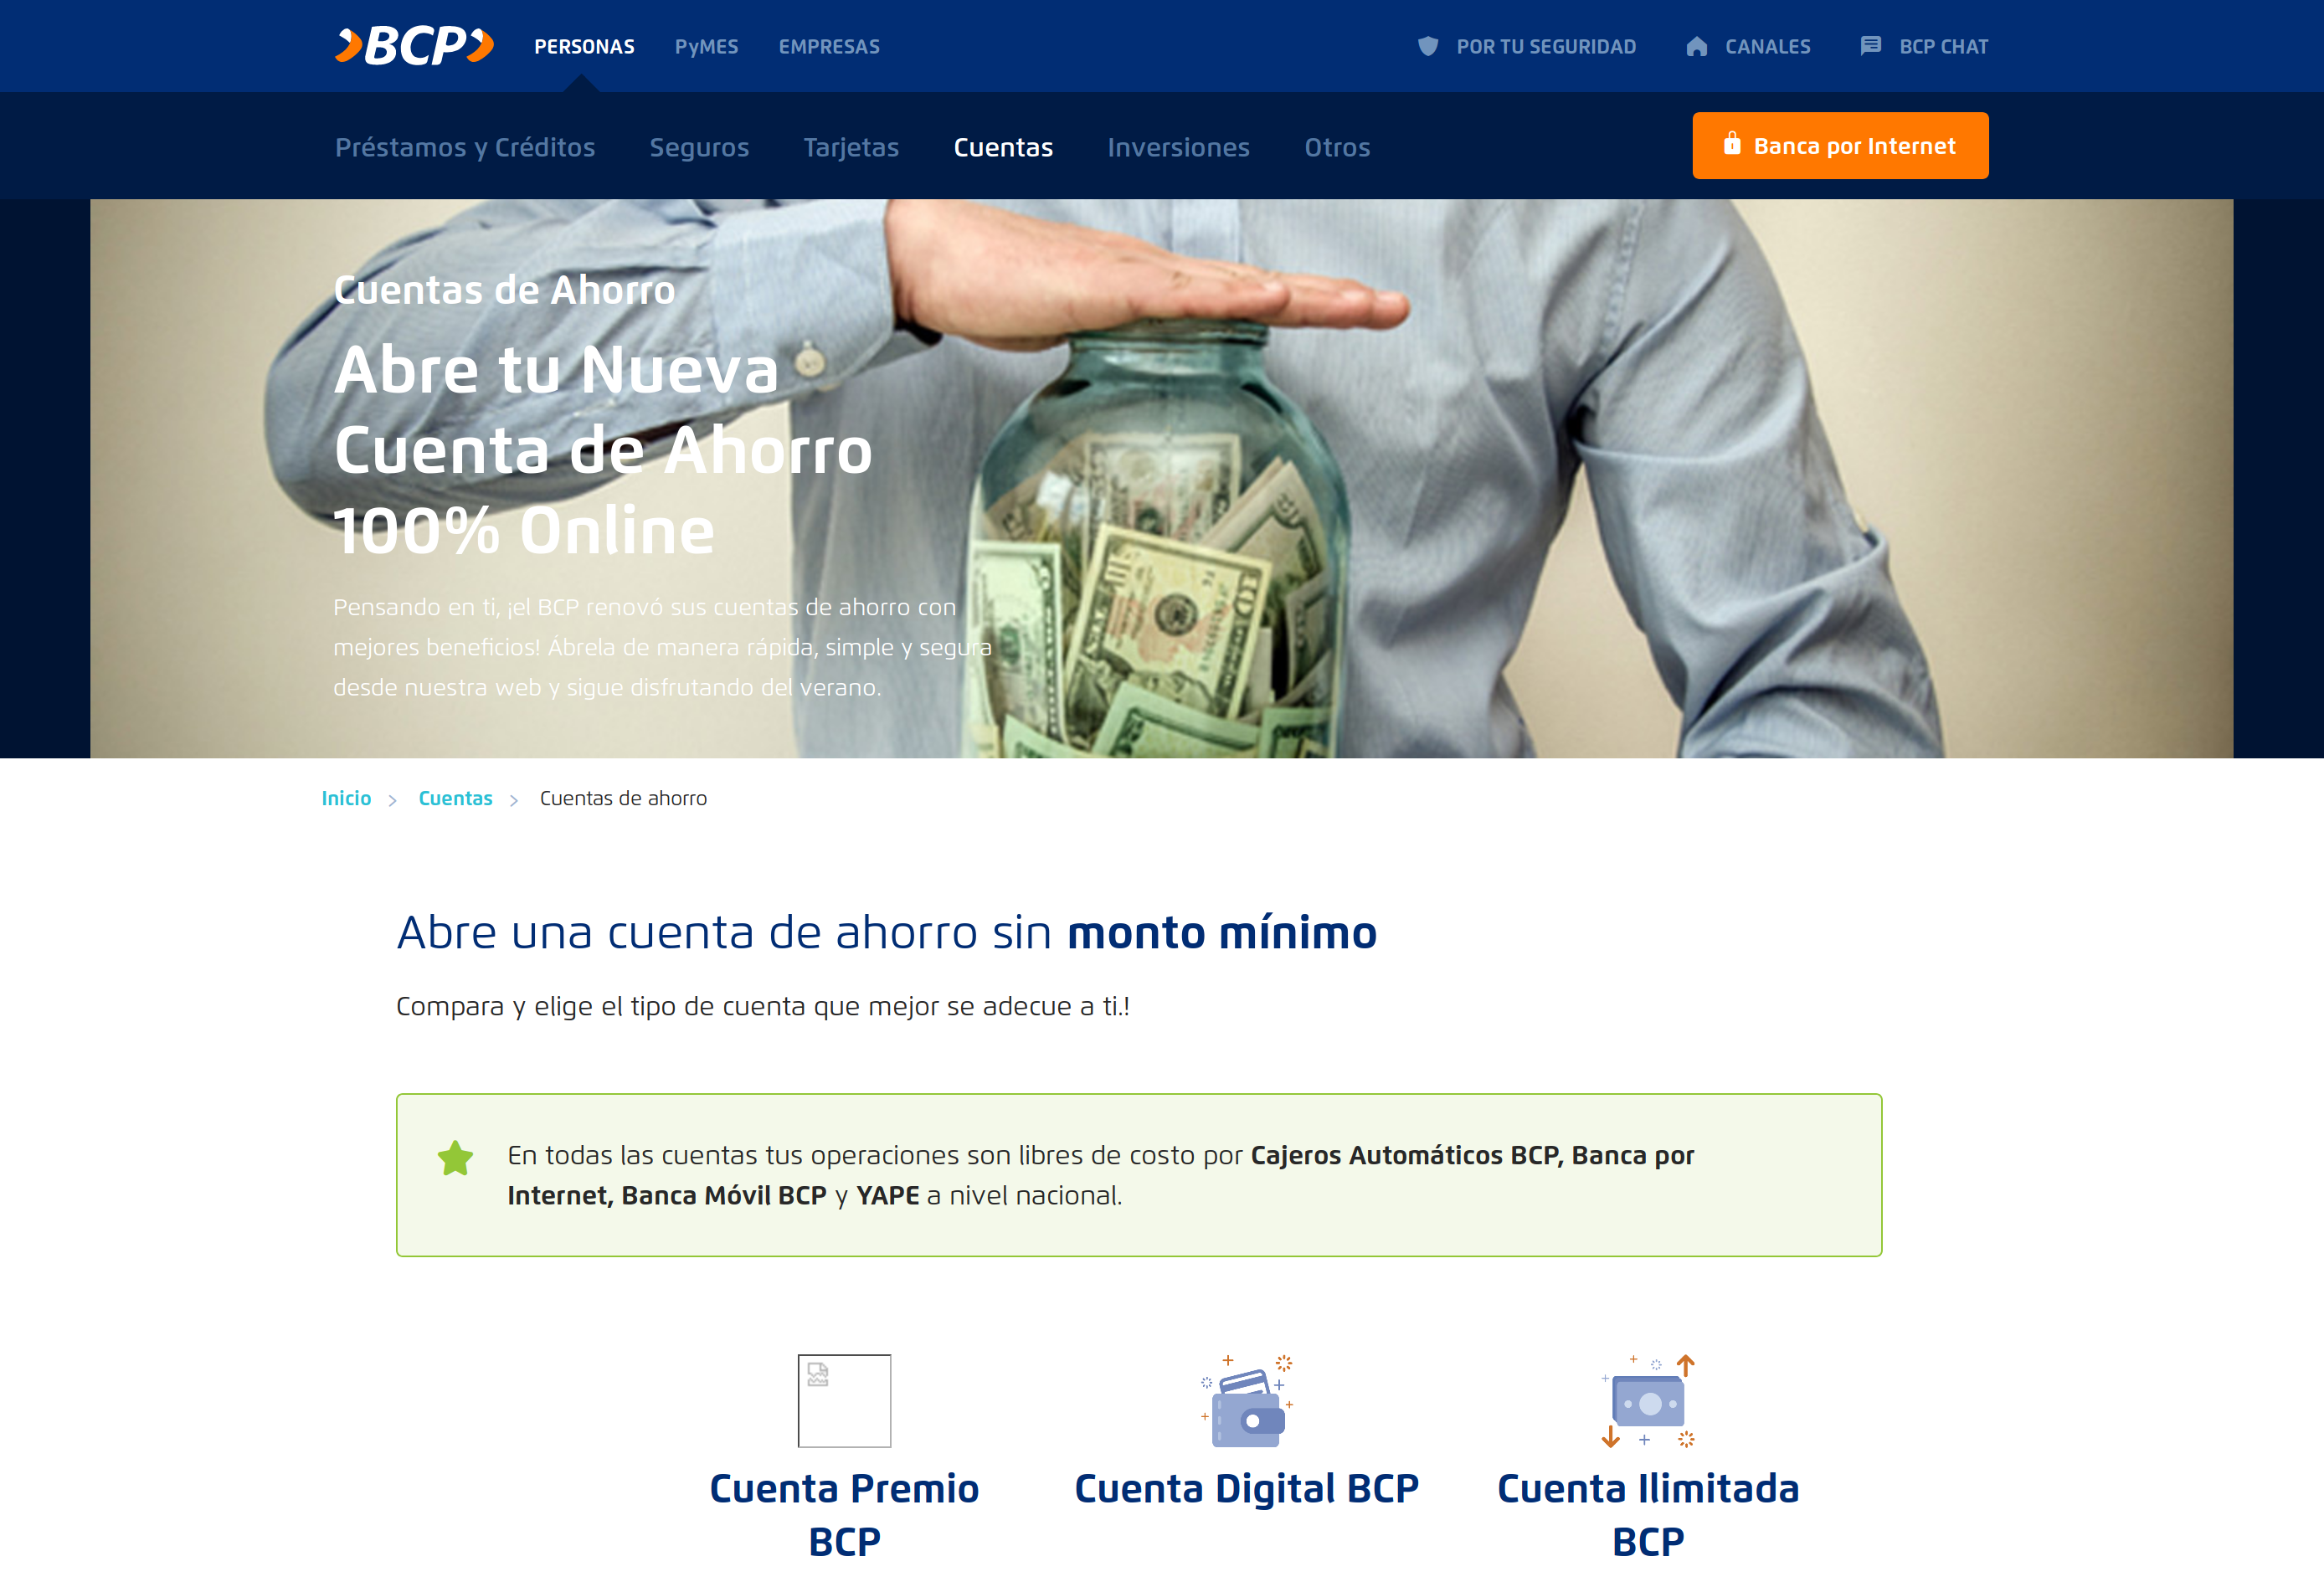 BCP
PERSONAS
PyMES
EMPRESAS
POR TU SEGURIDAD
CANALES
BCP CHAT
Préstamos y Créditos
Seguros
Tarjetas
Cuentas
Inversiones
Otros
Banca por Internet
Cuentas de Ahorro
Abre tu Nueva
Cuenta de Ahorro
100% Online
Pensando en ti, ¡el BCP renovó sus cuentas de ahorro con
mejores beneficios! Ábrela de manera rápida, simple y segura
desde nuestra web y sigue disfrutando del verano.
Inicio > Cuentas > Cuentas de ahorro
Abre una cuenta de ahorro sin monto mínimo
Compara y elige el tipo de cuenta que mejor se adecue a ti.!
En todas las cuentas tus operaciones son libres de costo por Cajeros Automáticos BCP, Banca por
Internet, Banca Móvil BCP y YAPE a nivel nacional.
Cuenta Premio
BCP
Cuenta Digital BCP
Cuenta Ilimitada
BCP